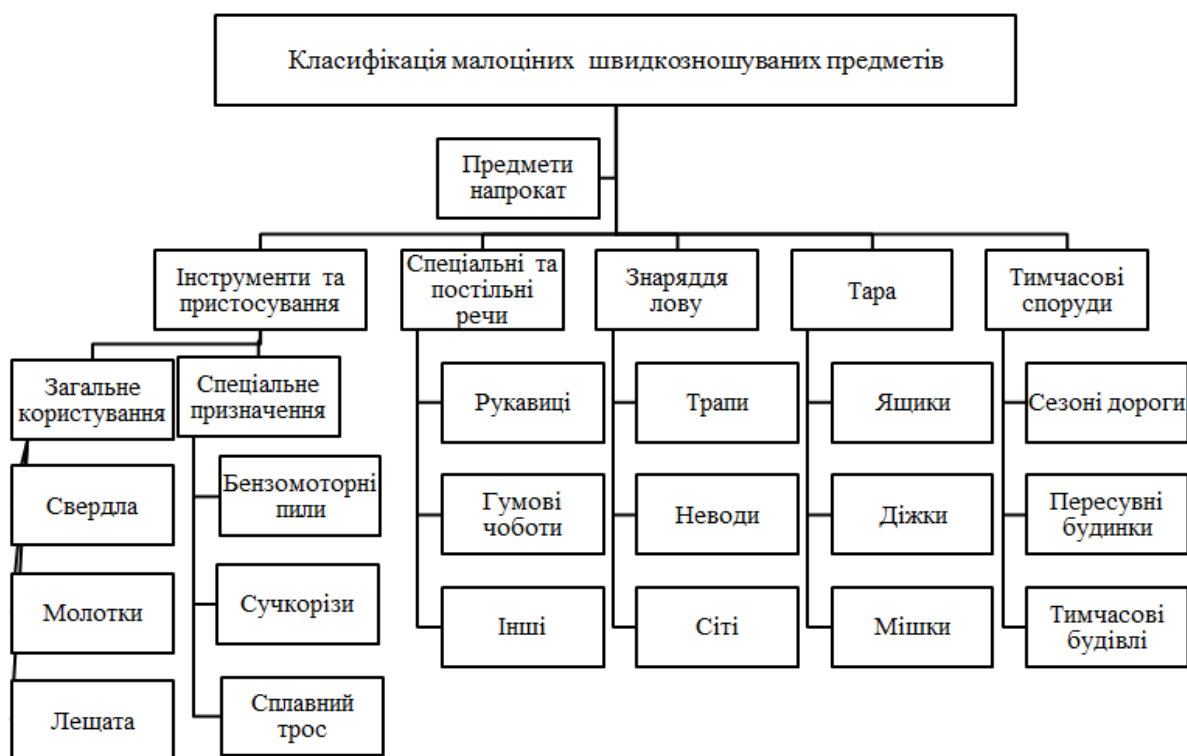 Класифікація малоціних швидкозношуваних предметів
Предмети
напрокат
Інструменти та
пристосування
Спеціальні та
постільні
речи
Знаряддя
лову
Тара
Тимчасові
споруди
Загальне
користування
Спеціальне
призначення
Свердла
Молотки
Лещата
Бензомоторні
пили
Сучкорізи
Сплавний
трос
Рукавиці
Гумові
чоботи
Інші
Трапи
Неводи
Сіті
Ящики
Діжки
Мішки
Сезоні дороги
Пересувні
будинки
Тимчасові
будівлі